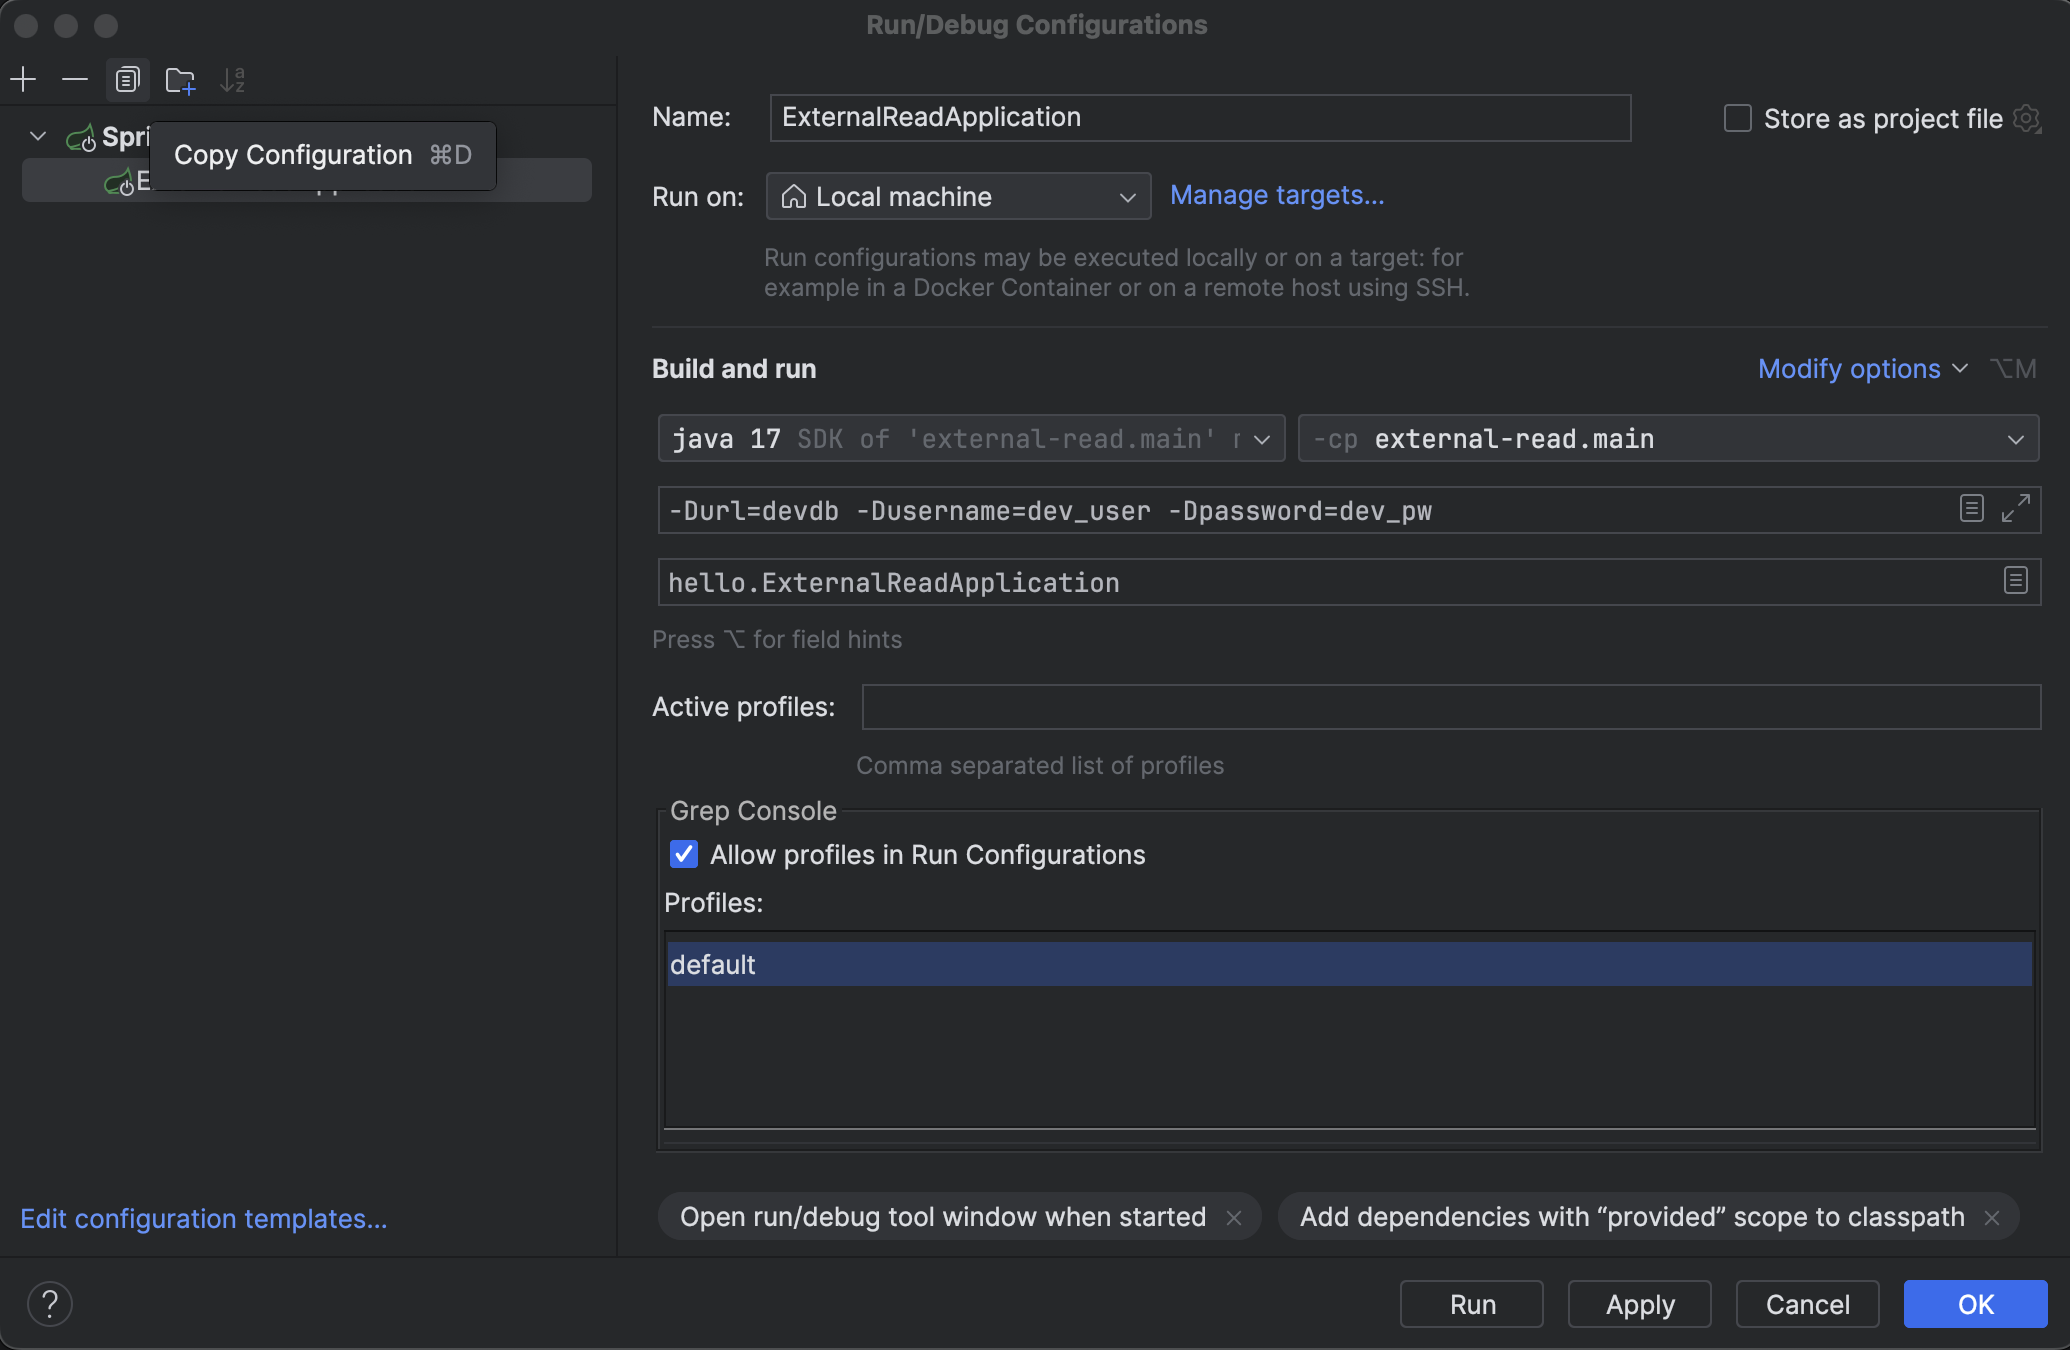 Run/Debug Configurations
Copy Configuration ⌘D
Name: ExternalReadApplication
Store as project file
Run on: Local machine Manage targets...
Run configurations may be executed locally or on a target: for
example in a Docker Container or on a remote host using SSH.
Build and run
Modify options ⌥M
java 17 SDK of 'external-read.main'
-cp external-read.main
-Durl=devdb -Dusername=dev_user -Dpassword=dev_pw
hello.ExternalReadApplication
Press ⌥ for field hints
Active profiles:
Comma separated list of profiles
Grep Console
Allow profiles in Run Configurations
Profiles:
default
Edit configuration templates...
Open run/debug tool window when started ×
Add dependencies with “provided” scope to classpath ×
?
Run Apply Cancel OK